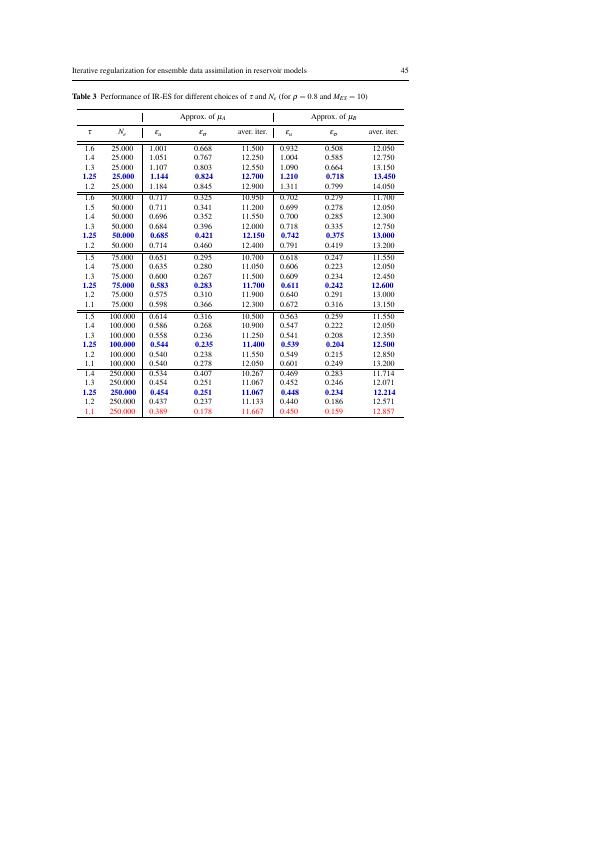 Iterative regularization for ensemble data assimilation in reservoir models 45
Table 3 Performance of IR-ES for different choices of τ and Ne (for ρ = 0.8 and MES = 10)
Approx. of μA Approx. of μB
τ Ne εu εσ aver. iter. εu εσ aver. iter.
1.6 25.000 1.001 0.668 11.500 0.932 0.508 12.050
1.4 25.000 1.051 0.767 12.250 1.004 0.585 12.750
1.3 25.000 1.107 0.803 12.550 1.090 0.664 13.150
1.25 25.000 1.144 0.824 12.700 1.210 0.718 13.450
1.2 25.000 1.184 0.845 12.900 1.311 0.799 14.050
1.6 50.000 0.717 0.325 10.950 0.702 0.279 11.700
1.5 50.000 0.711 0.341 11.200 0.699 0.278 12.050
1.4 50.000 0.696 0.352 11.550 0.700 0.285 12.300
1.3 50.000 0.684 0.396 12.000 0.718 0.335 12.750
1.25 50.000 0.685 0.421 12.150 0.742 0.375 13.000
1.2 50.000 0.714 0.460 12.400 0.791 0.419 13.200
1.5 75.000 0.651 0.295 10.700 0.618 0.247 11.550
1.4 75.000 0.635 0.280 11.050 0.606 0.223 12.050
1.3 75.000 0.600 0.267 11.500 0.609 0.234 12.450
1.25 75.000 0.583 0.283 11.700 0.611 0.242 12.600
1.2 75.000 0.575 0.310 11.900 0.640 0.291 13.000
1.1 75.000 0.598 0.366 12.300 0.672 0.316 13.150
1.5 100.000 0.614 0.316 10.500 0.563 0.259 11.550
1.4 100.000 0.586 0.268 10.900 0.547 0.222 12.050
1.3 100.000 0.558 0.236 11.250 0.541 0.208 12.350
1.25 100.000 0.544 0.235 11.400 0.539 0.204 12.500
1.2 100.000 0.540 0.238 11.550 0.549 0.215 12.850
1.1 100.000 0.540 0.278 12.050 0.601 0.249 13.200
1.4 250.000 0.534 0.407 10.267 0.469 0.283 11.714
1.3 250.000 0.454 0.251 11.067 0.452 0.246 12.071
1.25 250.000 0.454 0.251 11.067 0.448 0.234 12.214
1.2 250.000 0.437 0.237 11.133 0.440 0.186 12.571
1.1 250.000 0.389 0.178 11.667 0.450 0.159 12.857